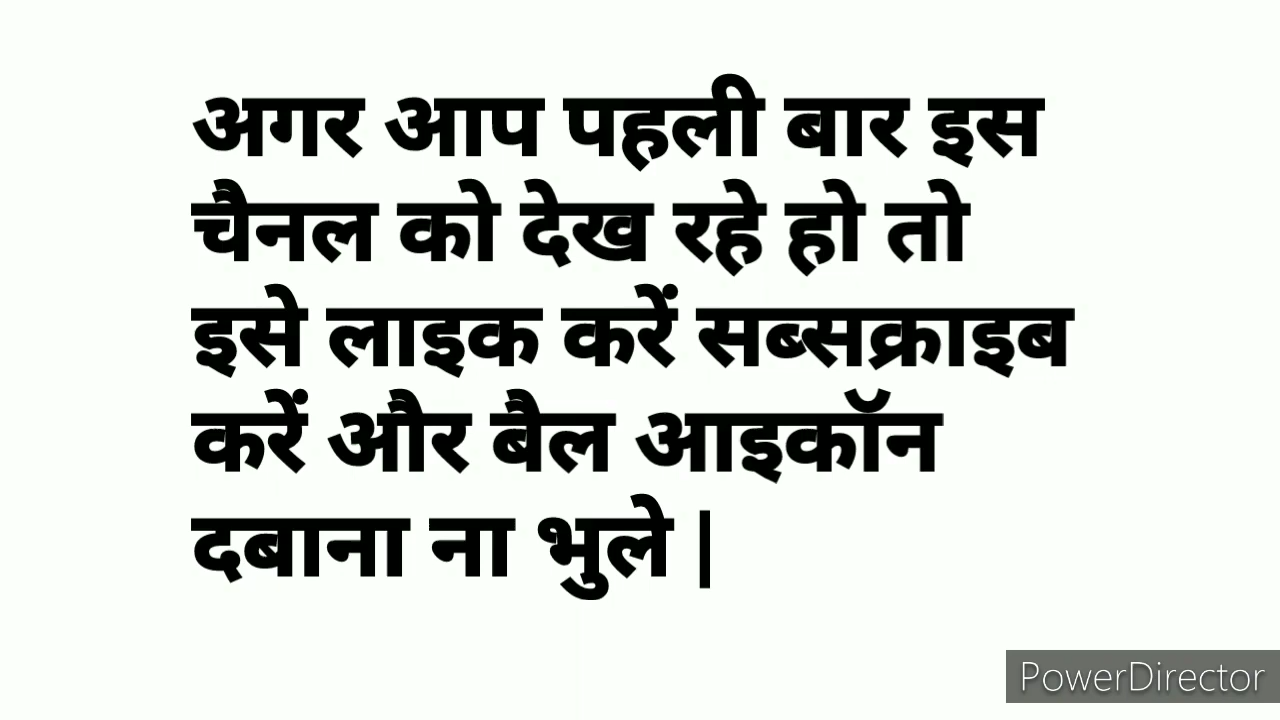 अगर आप पहली बार इस
चैनल को देख रहे हो तो
इसे लाइक करें सब्सक्राइब
करें और बैल आइकॉन
दबाना ना भुले |
PowerDirector